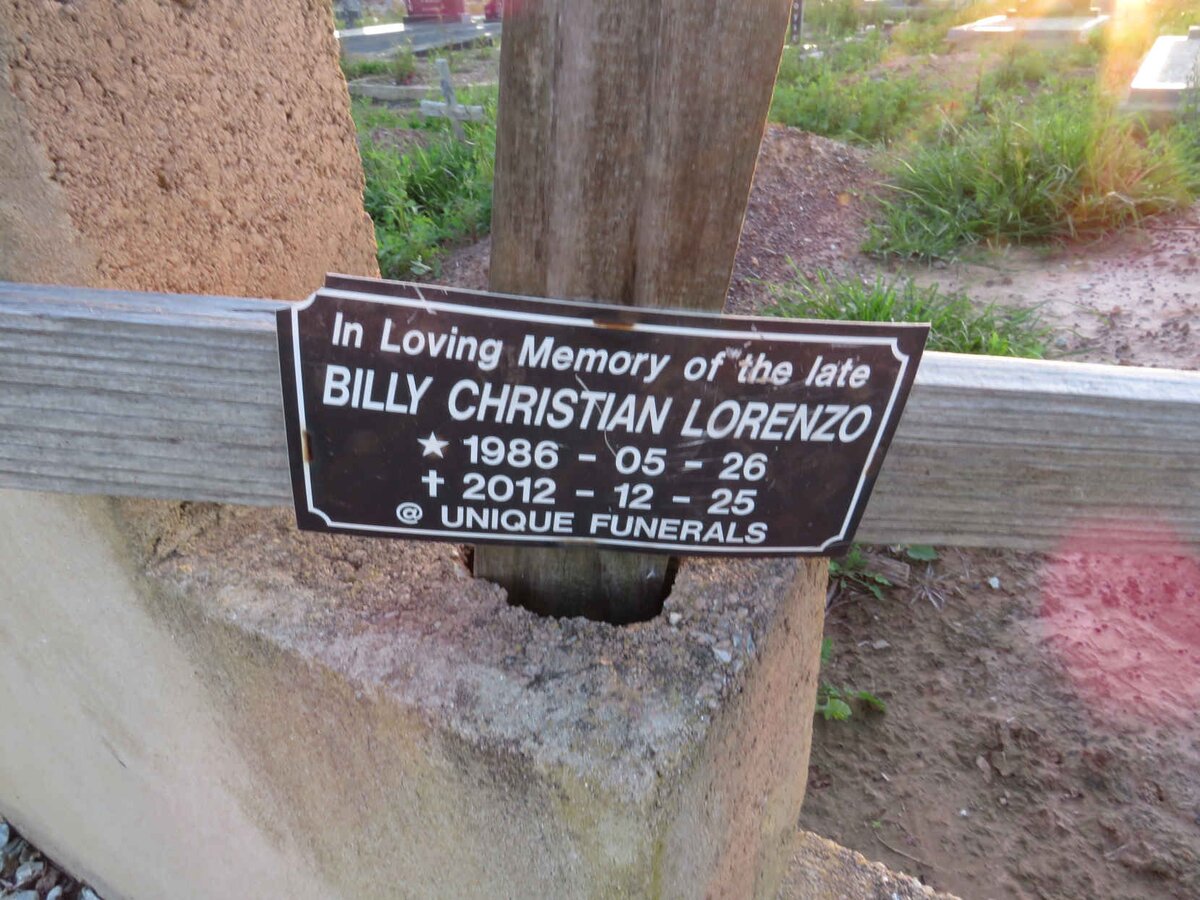 In Loving Memory of the late
BILLY CHRISTIAN LORENZO
★ 1986 - 05 - 26
✝ 2012 - 12 - 25
@ UNIQUE FUNERALS